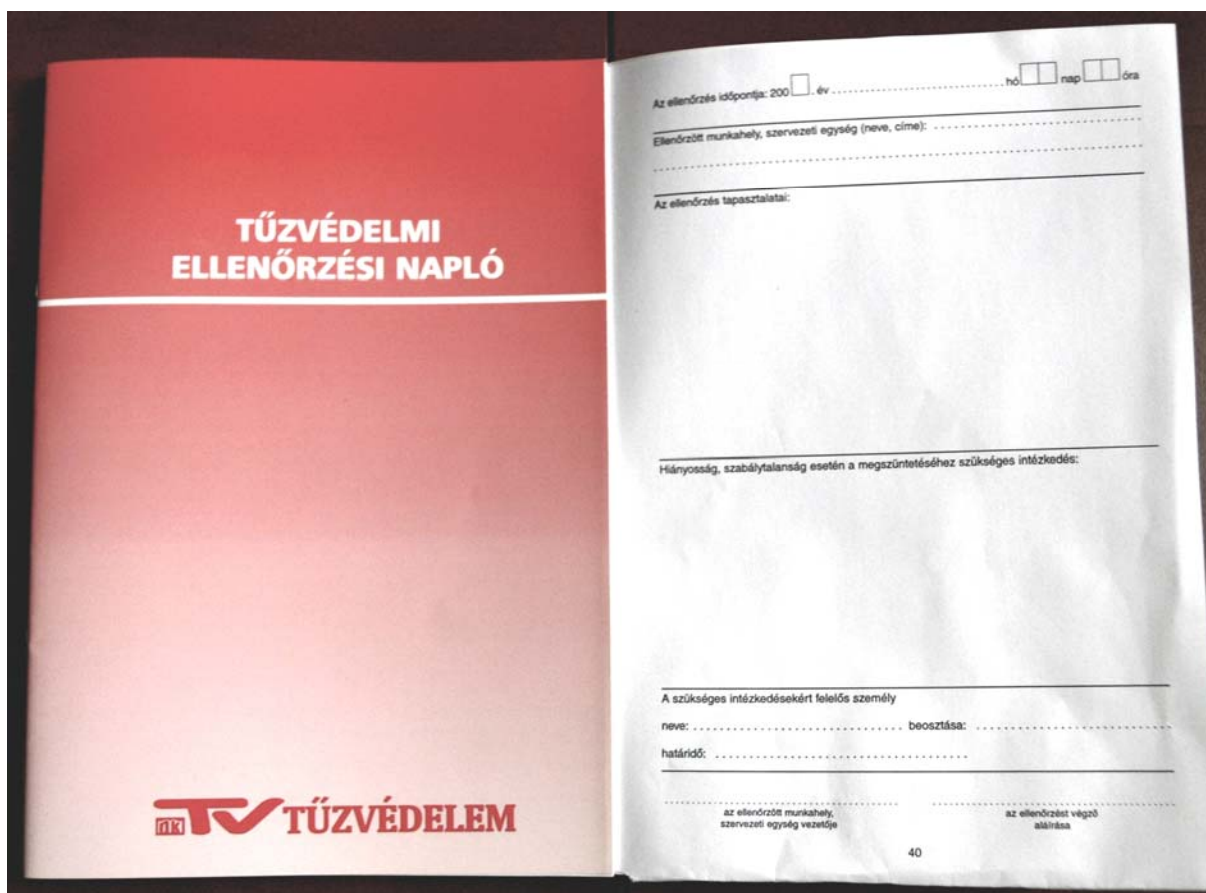 TŰZVÉDELMI
ELLENŐRZÉSI NAPLÓ
TV TŰZVÉDELEM
Az ellenőrzés időpontja: 200 . év hó nap óra
Ellenőrzött munkahely, szervezeti egység (neve, címe):
Az ellenőrzés tapasztalatai:
Hiányosság, szabálytalanság esetén a megszüntetéséhez szükséges intézkedés:
A szükséges intézkedésekért felelős személy
neve: beosztása:
határidő:
az ellenőrzött munkahely,
szervezeti egység vezetője
az ellenőrzést végző
aláírása
40